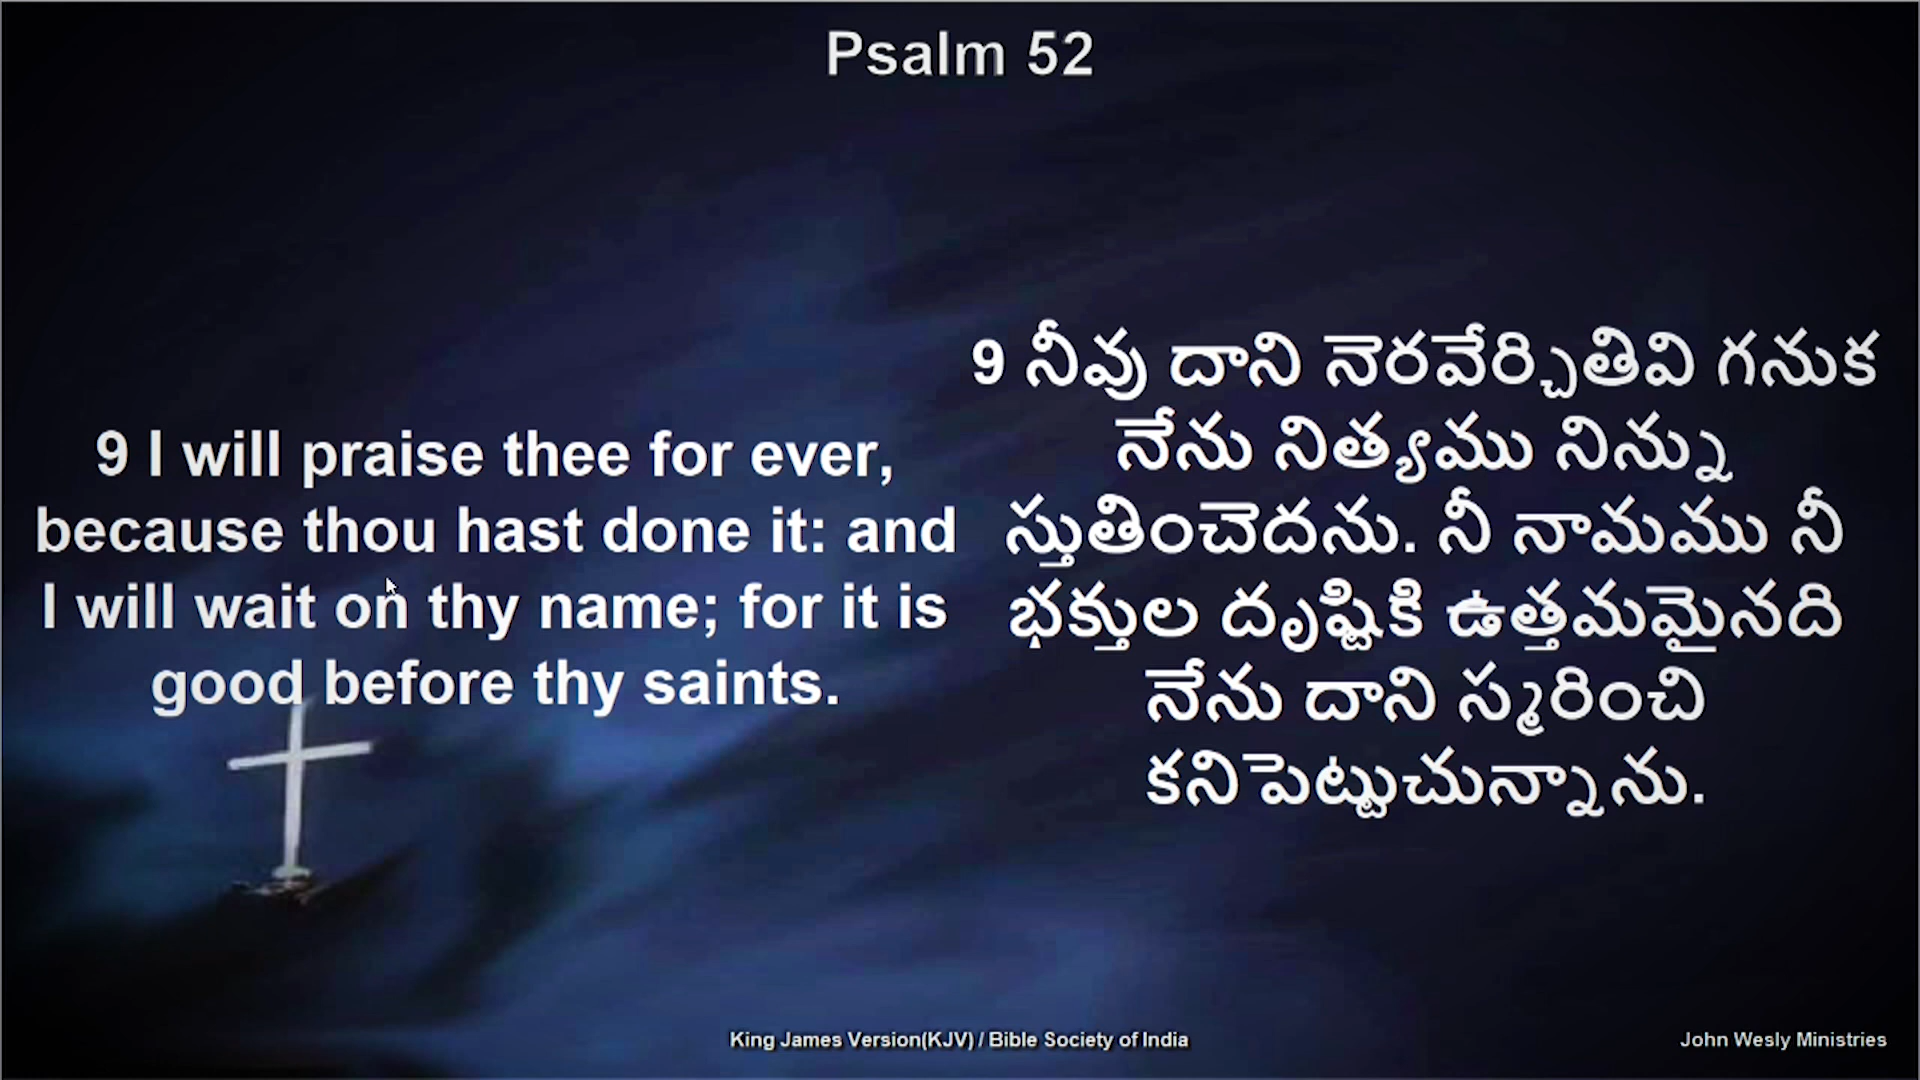 Psalm 52
9 I will praise thee for ever,
because thou hast done it: and
I will wait on thy name; for it is
good before thy saints.
9 నీవు దాని నెరవేర్చితివి గనుక
నేను నిత్యము నిన్ను
స్తుతించెదను. నీ నామము నీ
భక్తుల దృష్టికి ఉత్తమమైనది
నేను దాని స్మరించి
కనిపెట్టుచున్నాను.
King James Version(KJV) / Bible Society of India
John Wesly Ministries